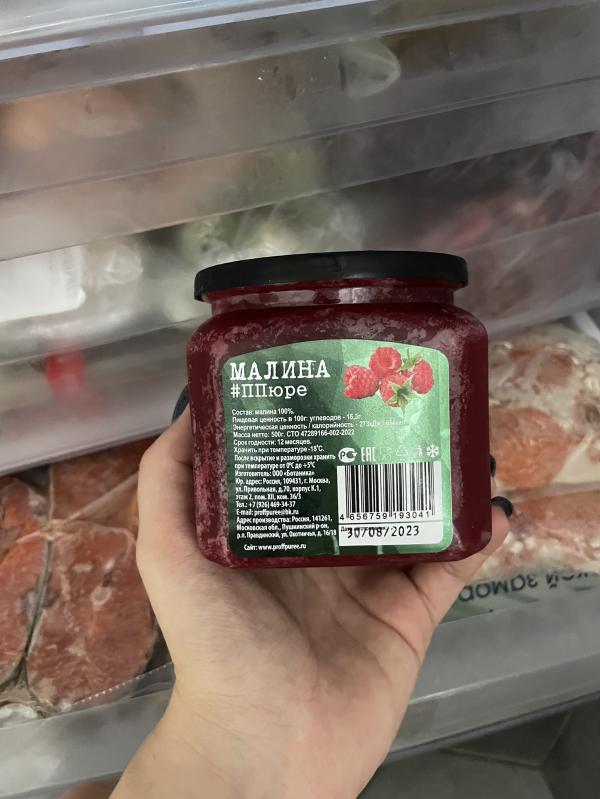 МАЛИНА
#ППюре
Состав: малина 100%.
Пищевая ценность в 100г: углеводов - 16,3г.
Энергетическая ценность / калорийность - 273кДж
Масса нетто: 500г. СТО 47289166-002-2022
Срок годности: 12 месяцев.
Хранить при температуре -18°С.
После вскрытие и разморозки хранить
при температуре от 0°С до +5°С
Изготовитель: ООО «Ботаника»
Юр. адрес: Россия, 109431, г. Москва,
ул. Привольная, д.70, корпус К.1,
этаж 2, пом. XII, ком. 36/3
Тел.: +7 (926) 469-34-37
E-mail: proffpuree@bk.ru
Адрес производства: Россия, 141261,
Московская обл., Пушкинский р-он,
р.п. Правдинский, ул. Охотничья, д. 16/18
Сайт: www.proffpuree.com
РС ЕАС
4 656759 193041
30/08/2023